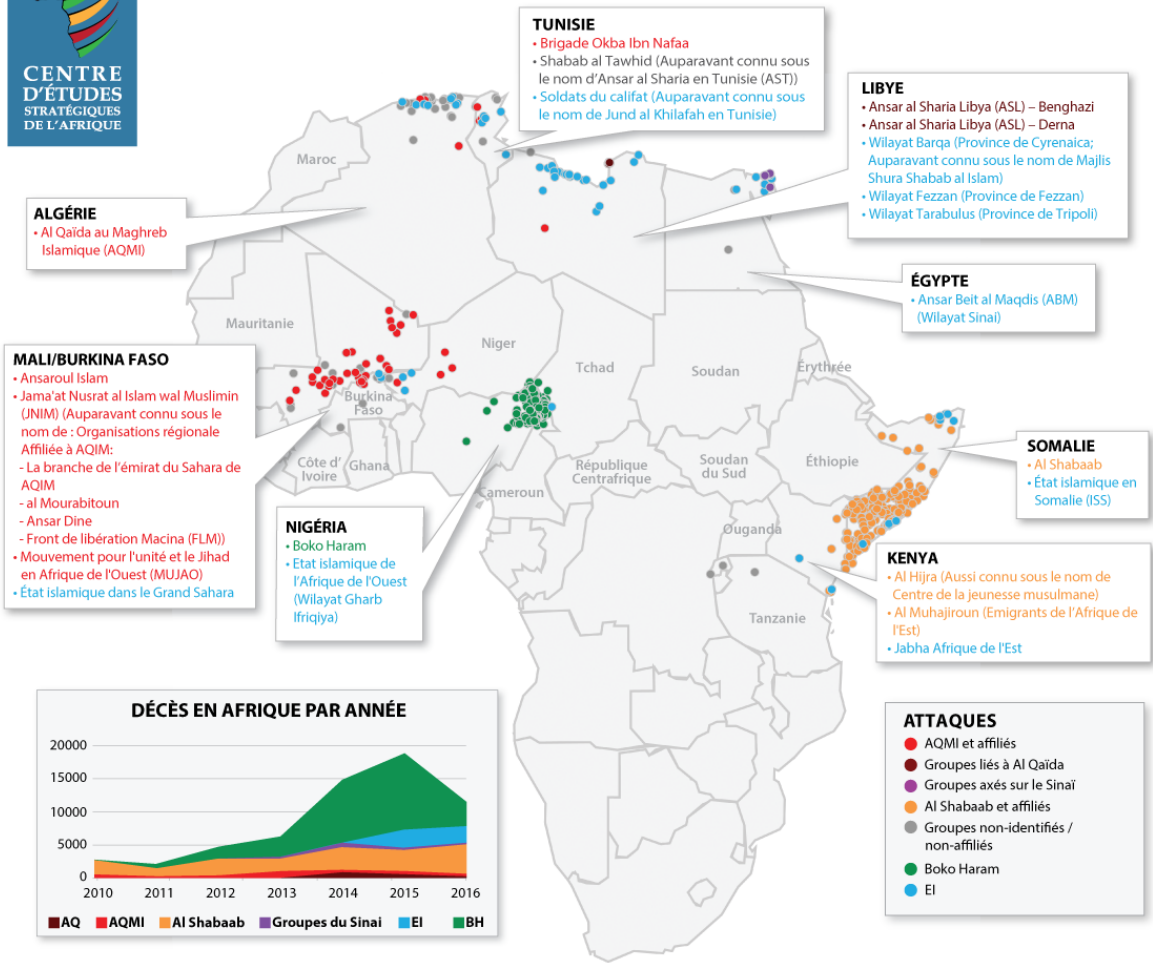 CENTRE
D'ÉTUDES
STRATÉGIQUES
DE L'AFRIQUE
TUNISIE
• Brigade Okba Ibn Nafaa
• Shabab al Tawhid (Auparavant connu sous
le nom d'Ansar al Sharia en Tunisie (AST))
• Soldats du califat (Auparavant connu sous
le nom de Jund al Khilafah en Tunisie)
LIBYE
• Ansar al Sharia Libya (ASL) – Benghazi
• Ansar al Sharia Libya (ASL) – Derna
• Wilayat Barqa (Province de Cyrenaica;
Auparavant connu sous le nom de Majlis
Shura Shabab al Islam)
• Wilayat Fezzan (Province de Fezzan)
• Wilayat Tarabulus (Province de Tripoli)
ALGÉRIE
• Al Qaïda au Maghreb
Islamique (AQMI)
ÉGYPTE
• Ansar Beit al Maqdis (ABM)
(Wilayat Sinai)
MALI/BURKINA FASO
• Ansaroul Islam
• Jama'at Nusrat al Islam wal Muslimin
(JNIM) (Auparavant connu sous le
nom de : Organisations régionale
Affiliée à AQIM:
- La branche de l'émirat du Sahara de
AQIM
- al Mourabitoun
- Ansar Dine
- Front de libération Macina (FLM))
• Mouvement pour l'unité et le Jihad
en Afrique de l'Ouest (MUJAO)
• État islamique dans le Grand Sahara
NIGÉRIA
• Boko Haram
• Etat islamique de
l'Afrique de l'Ouest
(Wilayat Gharb
Ifriqiya)
SOMALIE
• Al Shabaab
• État islamique en
Somalie (ISS)
KENYA
• Al Hijra (Aussi connu sous le nom de
Centre de la jeunesse musulmane)
• Al Muhajiroun (Emigrants de l'Afrique de
l'Est)
• Jabha Afrique de l'Est
Maroc
Mauritanie
Niger
Tchad
Soudan
Érythrée
Burkina
Faso
Côte d'
Ivoire
Ghana
Cameroun
République
Centrafrique
Soudan
du Sud
Éthiopie
Ouganda
Tanzanie
DÉCÈS EN AFRIQUE PAR ANNÉE
20000
15000
10000
5000
0
2010 2011 2012 2013 2014 2015 2016
AQ AQMI Al Shabaab Groupes du Sinai EI BH
ATTAQUES
AQMI et affiliés
Groupes liés à Al Qaïda
Groupes axés sur le Sinaï
Al Shabaab et affiliés
Groupes non-identifiés /
non-affiliés
Boko Haram
EI